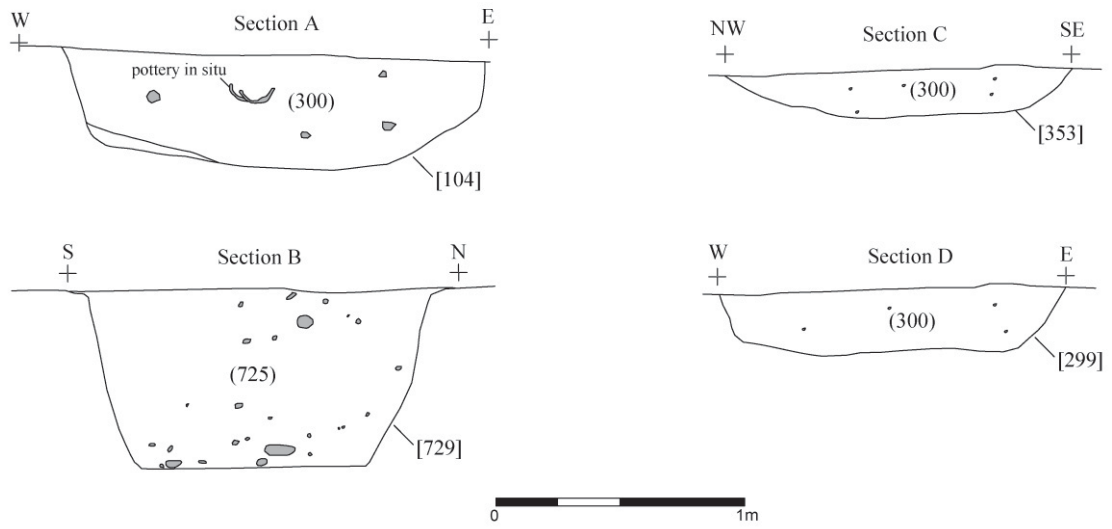 W
Section A
E
pottery in situ
(300)
[104]
NW
Section C
SE
(300)
[353]
S
Section B
N
(725)
[729]
W
Section D
E
(300)
[299]
0
1m